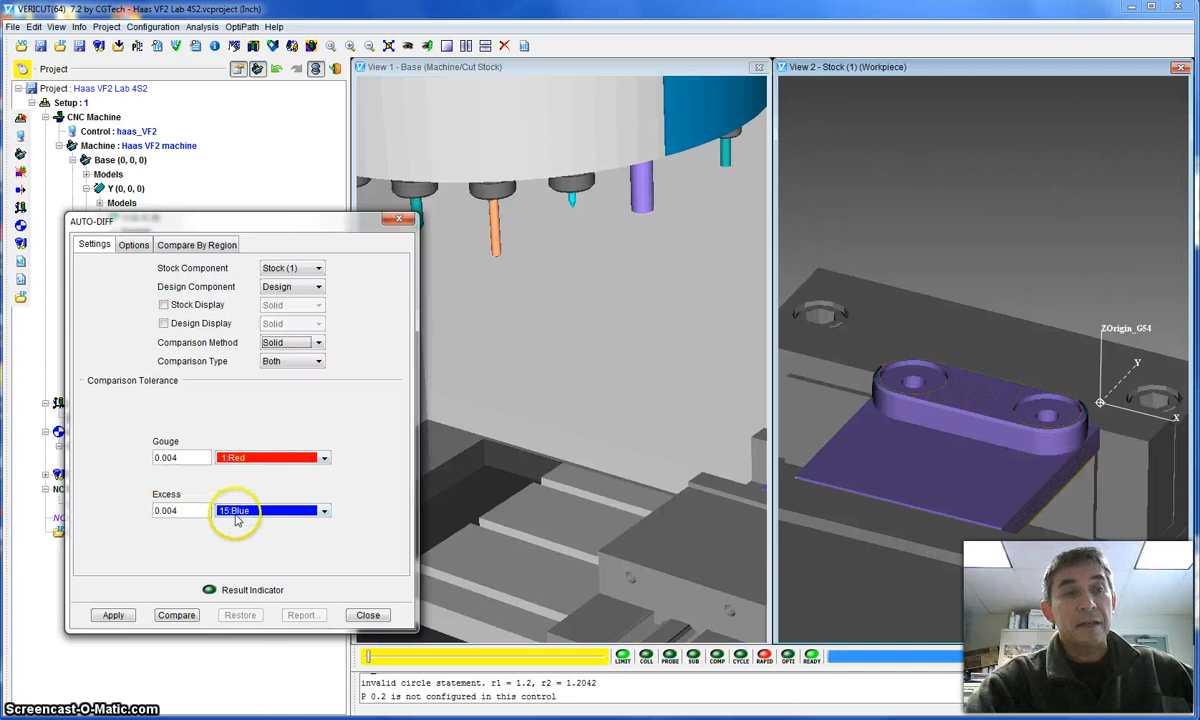 VERICUT(64) 7.2 by CGTech - Haas VF2 Lab 4S2.vcproject (Inch)
File Edit View Info Project Configuration Analysis OptiPath Help
Project
Project : Haas VF2 Lab 4S2
Setup : 1
CNC Machine
Control : haas_VF2
Machine : Haas VF2 machine
Base (0, 0, 0)
Models
Y (0, 0, 0)
Models
View 1 - Base (Machine/Cut Stock)
View 2 - Stock (1) (Workpiece)
ZOrigin_G54
Y
X
AUTO-DIFF
Settings Options Compare By Region
Stock Component Stock (1)
Design Component Design
Stock Display Solid
Design Display Solid
Comparison Method Solid
Comparison Type Both
Comparison Tolerance
Gouge
0.004 1:Red
Excess
0.004 15:Blue
Result Indicator
Apply Compare Restore Report... Close
LIMIT COLL PROBE SUB COMP CYCLE RAPID OPTI READY
invalid circle statement. r1 = 1.2, r2 = 1.2042
P 0.2 is not configured in this control
Screencast-O-Matic.com